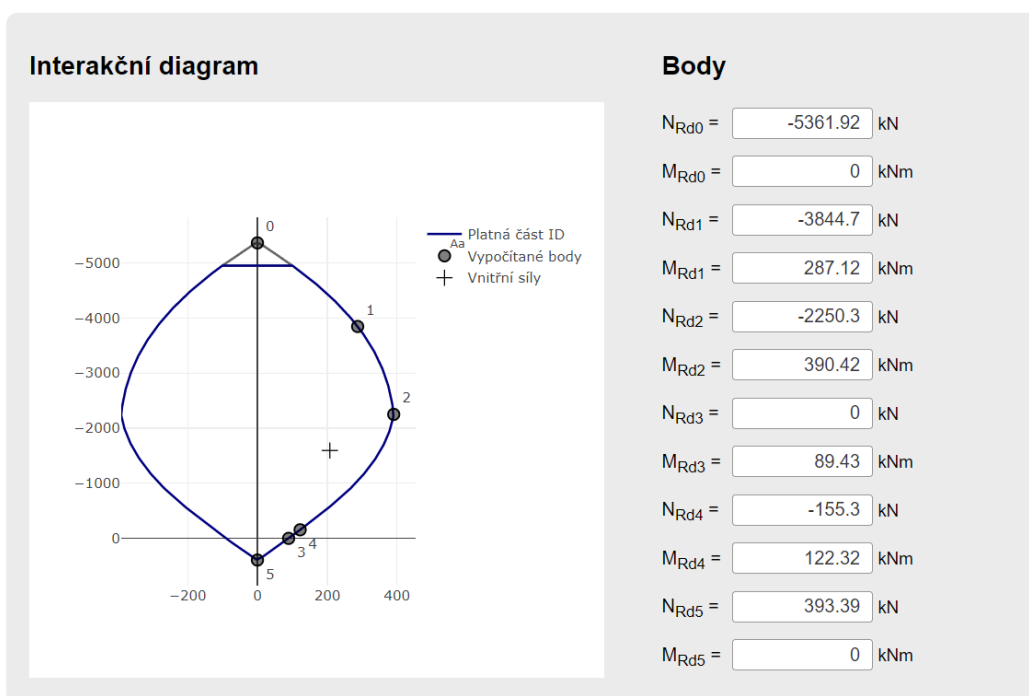 Interakční diagram
0
Platná část ID
Aa
Vypočítané body
Vnitřní síly
−5000
1
−4000
−3000
2
−2000
−1000
0
4
3
5
−200
0
200
400
Body
NRd0 = -5361.92 kN
MRd0 = 0 kNm
NRd1 = -3844.7 kN
MRd1 = 287.12 kNm
NRd2 = -2250.3 kN
MRd2 = 390.42 kNm
NRd3 = 0 kN
MRd3 = 89.43 kNm
NRd4 = -155.3 kN
MRd4 = 122.32 kNm
NRd5 = 393.39 kN
MRd5 = 0 kNm